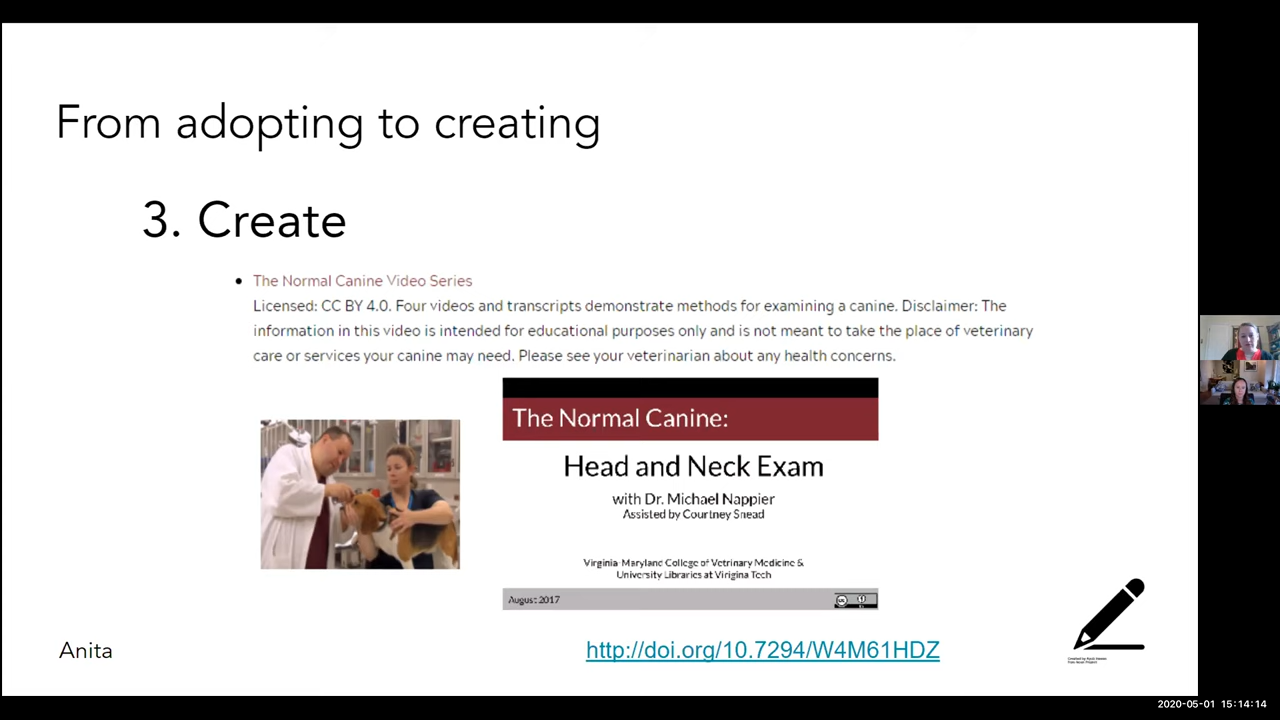 From adopting to creating
3. Create
• The Normal Canine Video Series
Licensed: CC BY 4.0. Four videos and transcripts demonstrate methods for examining a canine. Disclaimer: The
information in this video is intended for educational purposes only and is not meant to take the place of veterinary
care or services your canine may need. Please see your veterinarian about any health concerns.
The Normal Canine:
Head and Neck Exam
with Dr. Michael Nappier
Assisted by Courtney Snead
Virginia-Maryland College of Vetrinary Medicine &
University Libraries at Virigina Tech
August 2017
Anita
http://doi.org/10.7294/W4M61HDZ
2020-05-01 15:14:14